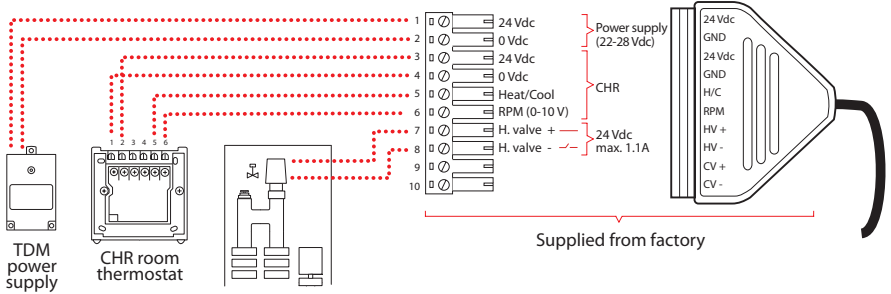 1 24 Vdc
2 0 Vdc
Power supply
(22-28 Vdc)
3 24 Vdc
4 0 Vdc
5 Heat/Cool
6 RPM (0-10 V)
CHR
7 H. valve +
8 H. valve -
24 Vdc
max. 1.1A
9
10
24 Vdc
GND
24 Vdc
GND
H/C
RPM
HV +
HV -
CV +
CV -
1 2 3 4 5 6
TDM
power
supply
CHR room
thermostat
Supplied from factory